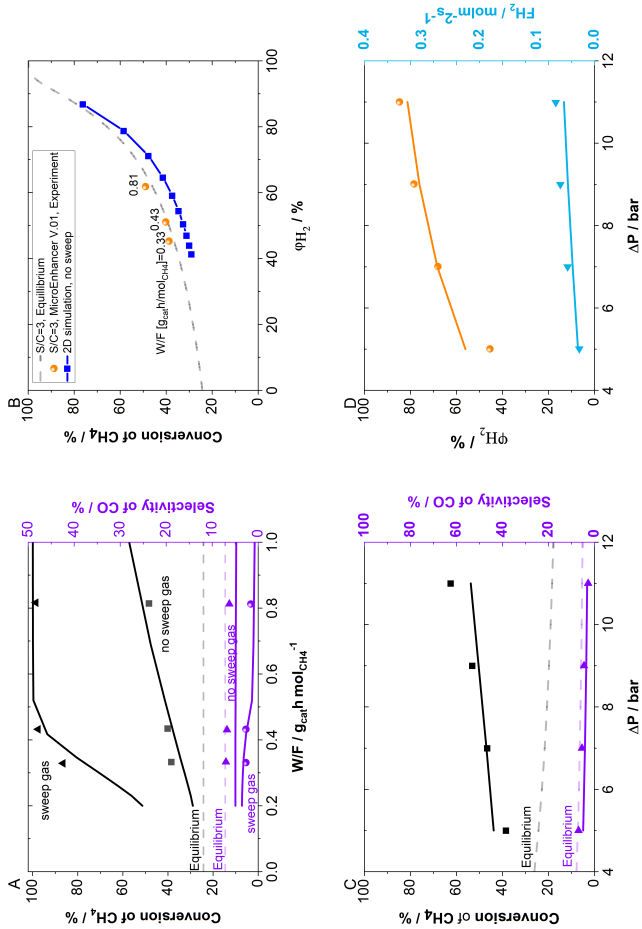 A
Conversion of CH₄ / %
100
80
60
40
20
0
0.0
0.2
0.4
0.6
0.8
1.0
W/F / g_cat h mol_CH4⁻¹
Selectivity of CO / %
50
40
30
20
10
0
sweep gas
no sweep gas
Equilibrium
Equilibrium
no sweep gas
sweep gas
B
Conversion of CH₄ / %
100
80
60
40
20
0
0
20
40
60
80
100
φH₂ / %
S/C=3, Equillibrium
S/C=3, MicroEnhancer V.01, Experiment
2D simulation, no sweep
0.81
0.43
W/F [g_cat h/mol_CH4]=0.33
C
Conversion of CH₄ / %
100
80
60
40
20
0
4
6
8
10
12
ΔP / bar
Selectivity of CO / %
100
80
60
40
20
0
Equilibrium
Equilibrium
D
φH₂ / %
100
80
60
40
20
0
4
6
8
10
12
ΔP / bar
FH₂ / molm⁻²s⁻¹
0.4
0.3
0.2
0.1
0.0